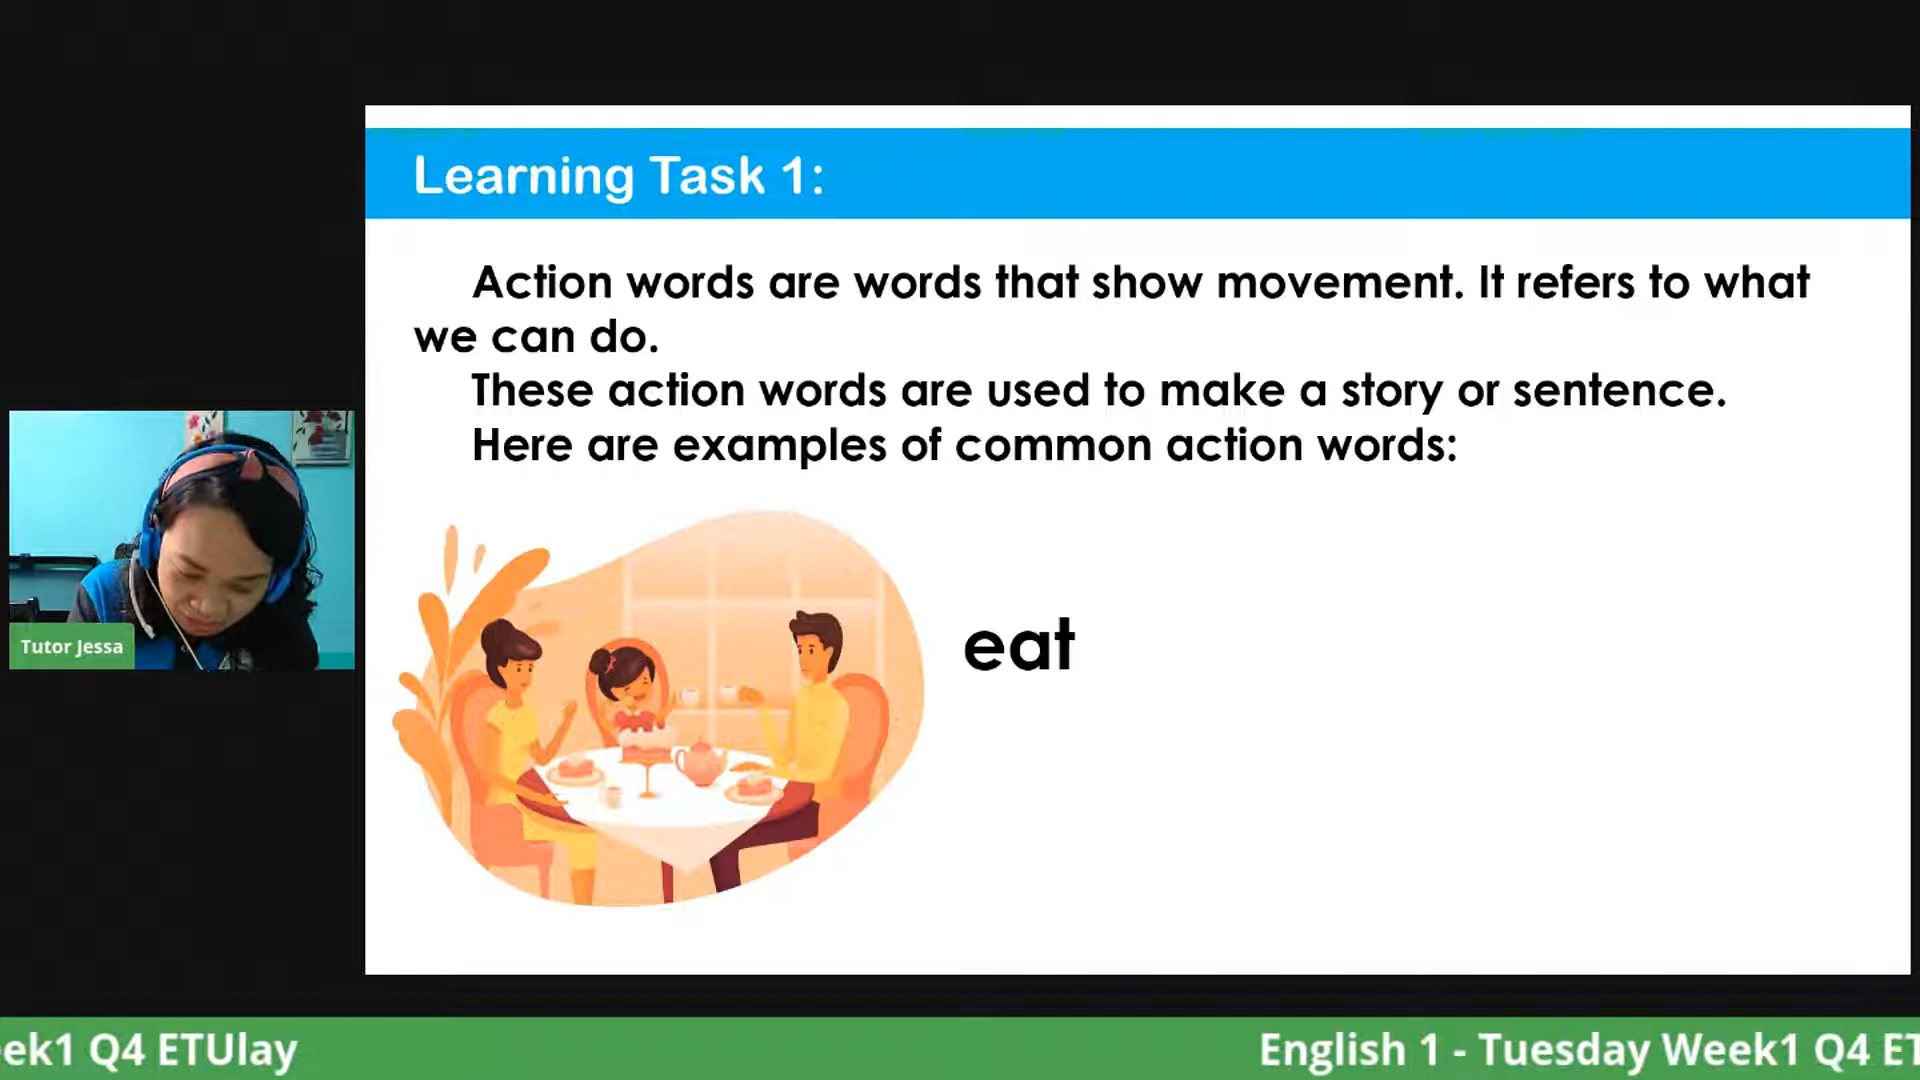 Learning Task 1:
Action words are words that show movement. It refers to what
we can do.
These action words are used to make a story or sentence.
Here are examples of common action words:
eat
Tutor Jessa
eek1 Q4 ETUlay
English 1 - Tuesday Week1 Q4 ET